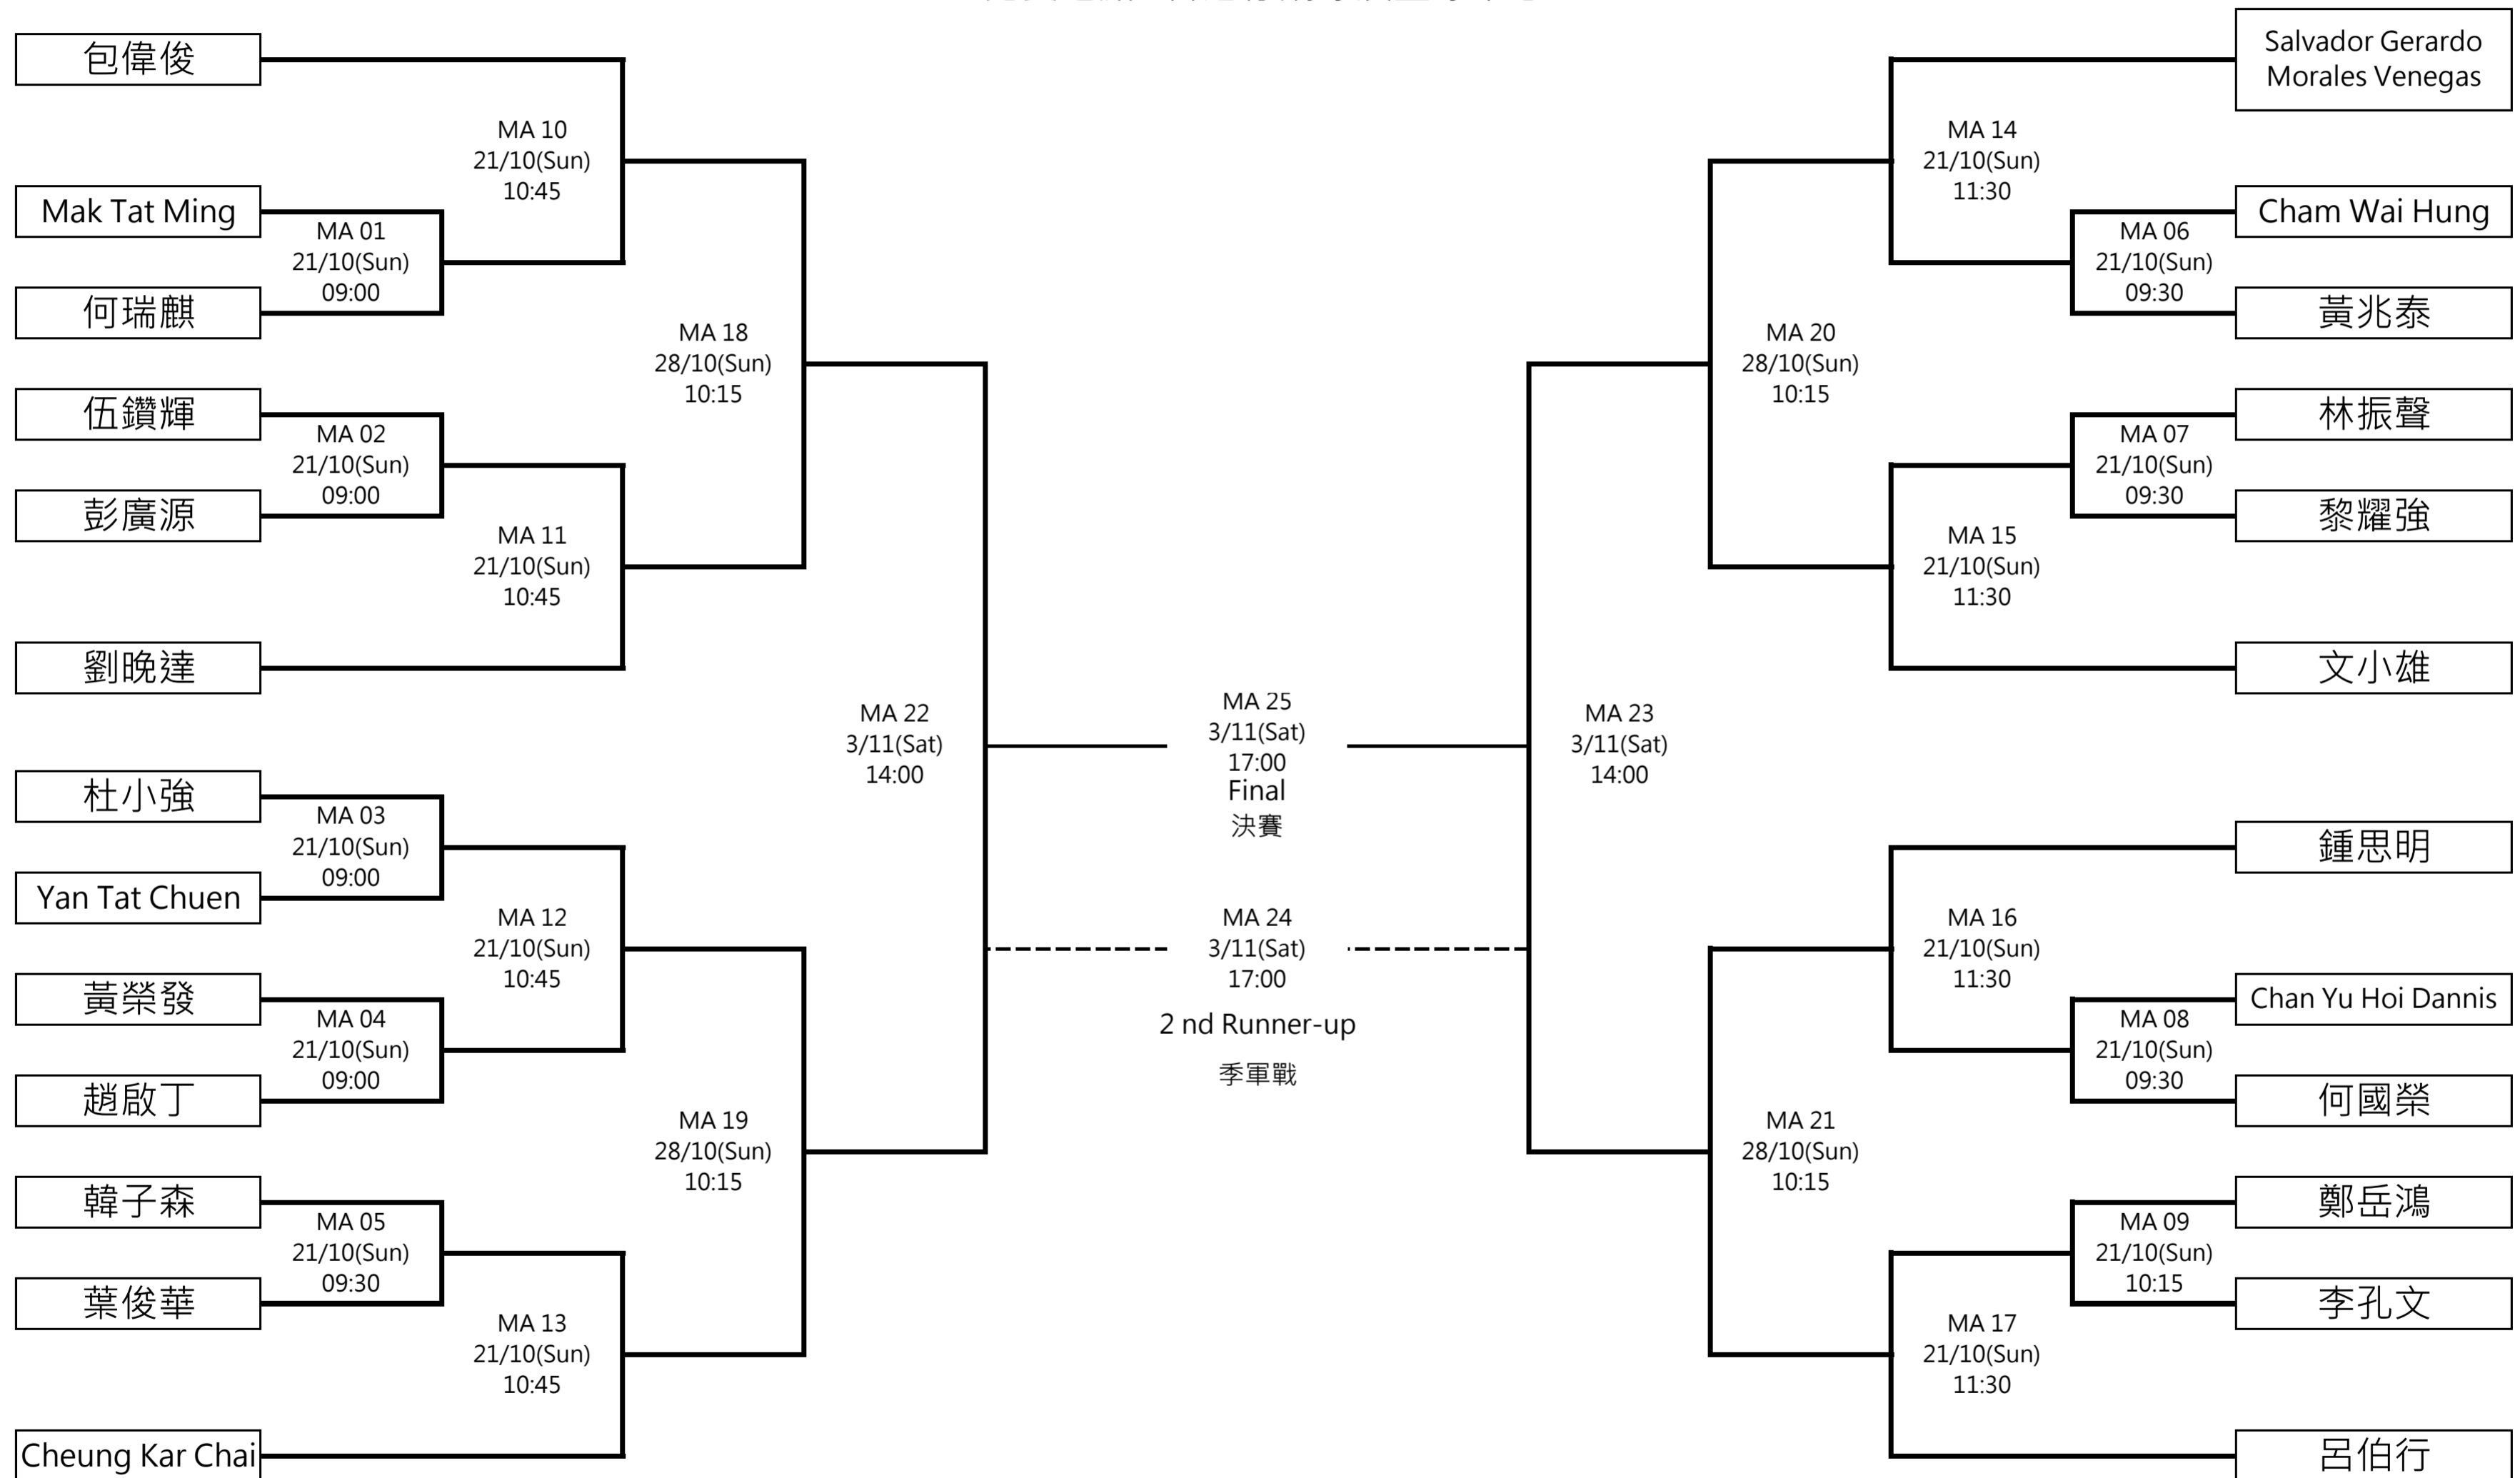 包偉俊
MA 10
21/10(Sun)
10:45
Mak Tat Ming
MA 01
21/10(Sun)
09:00
何瑞麒
MA 18
28/10(Sun)
10:15
伍鑽輝
MA 02
21/10(Sun)
09:00
彭廣源
MA 11
21/10(Sun)
10:45
劉晚達
MA 22
3/11(Sat)
14:00
杜小強
MA 03
21/10(Sun)
09:00
Yan Tat Chuen
MA 12
21/10(Sun)
10:45
黃榮發
MA 04
21/10(Sun)
09:00
趙啟丁
MA 19
28/10(Sun)
10:15
韓子森
MA 05
21/10(Sun)
09:30
葉俊華
MA 13
21/10(Sun)
10:45
Cheung Kar Chai
MA 25
3/11(Sat)
17:00
Final
決賽
MA 24
3/11(Sat)
17:00
2 nd Runner-up
季軍戰
Salvador Gerardo
Morales Venegas
MA 14
21/10(Sun)
11:30
Cham Wai Hung
MA 06
21/10(Sun)
09:30
黃兆泰
MA 20
28/10(Sun)
10:15
林振聲
MA 07
21/10(Sun)
09:30
黎耀強
MA 15
21/10(Sun)
11:30
文小雄
MA 23
3/11(Sat)
14:00
鍾思明
MA 16
21/10(Sun)
11:30
Chan Yu Hoi Dannis
MA 08
21/10(Sun)
09:30
何國榮
MA 21
28/10(Sun)
10:15
鄭岳鴻
MA 09
21/10(Sun)
10:15
李孔文
MA 17
21/10(Sun)
11:30
呂伯行